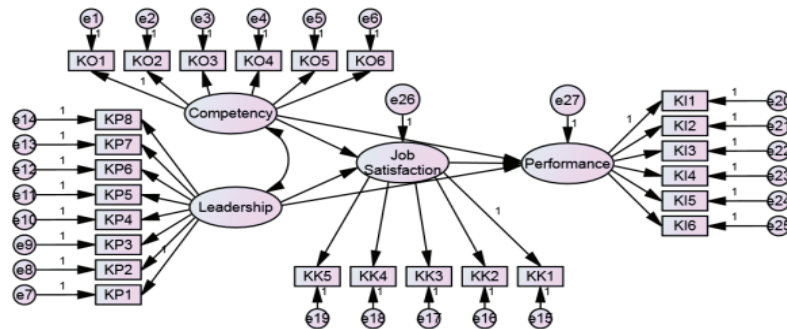 e1 e2 e3 e4 e5 e6
1 1 1 1 1 1
KO1 KO2 KO3 KO4 KO5 KO6
1
Competency
e26
1
e27
1
e14 1 KP8
e13 1 KP7
e12 1 KP6
e11 1 KP5
e10 1 KP4
e9 1 KP3
e8 1 KP2
e7 1 KP1
1
Leadership
Job
Satisfaction
Performance
1
KI1 1 e20
KI2 1 e21
KI3 1 e22
KI4 1 e23
KI5 1 e24
KI6 1 e25
1
KK5 KK4 KK3 KK2 KK1
1 1 1 1 1
e19 e18 e17 e16 e15